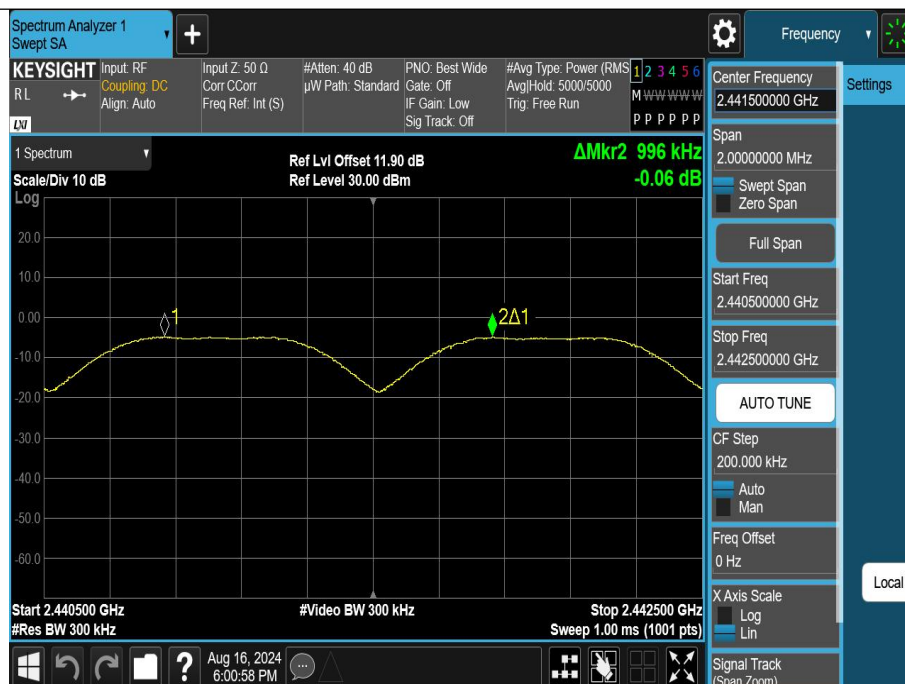 Spectrum Analyzer 1
Swept SA
Frequency
KEYSIGHT
RL
LXI
Input: RF
Coupling: DC
Align: Auto
Input Z: 50 Ω
Corr CCorr
Freq Ref: Int (S)
#Atten: 40 dB
µW Path: Standard
PNO: Best Wide
Gate: Off
IF Gain: Low
Sig Track: Off
#Avg Type: Power (RMS
Avg|Hold: 5000/5000
Trig: Free Run
1 2 3 4 5 6
M W W W W W
P P P P P P
Center Frequency
2.441500000 GHz
Settings
1 Spectrum
Scale/Div 10 dB
Log
Ref Lvl Offset 11.90 dB
Ref Level 30.00 dBm
ΔMkr2 996 kHz
-0.06 dB
Span
2.00000000 MHz
Swept Span
Zero Span
Full Span
Start Freq
2.440500000 GHz
Stop Freq
2.442500000 GHz
AUTO TUNE
CF Step
200.000 kHz
Auto
Man
Freq Offset
0 Hz
Local
X Axis Scale
Log
Lin
Signal Track
(Span Zoom)
20.0
10.0
0.00
-10.0
-20.0
-30.0
-40.0
-50.0
-60.0
1
2Δ1
Start 2.440500 GHz
#Res BW 300 kHz
#Video BW 300 kHz
Stop 2.442500 GHz
Sweep 1.00 ms (1001 pts)
?
Aug 16, 2024
6:00:58 PM